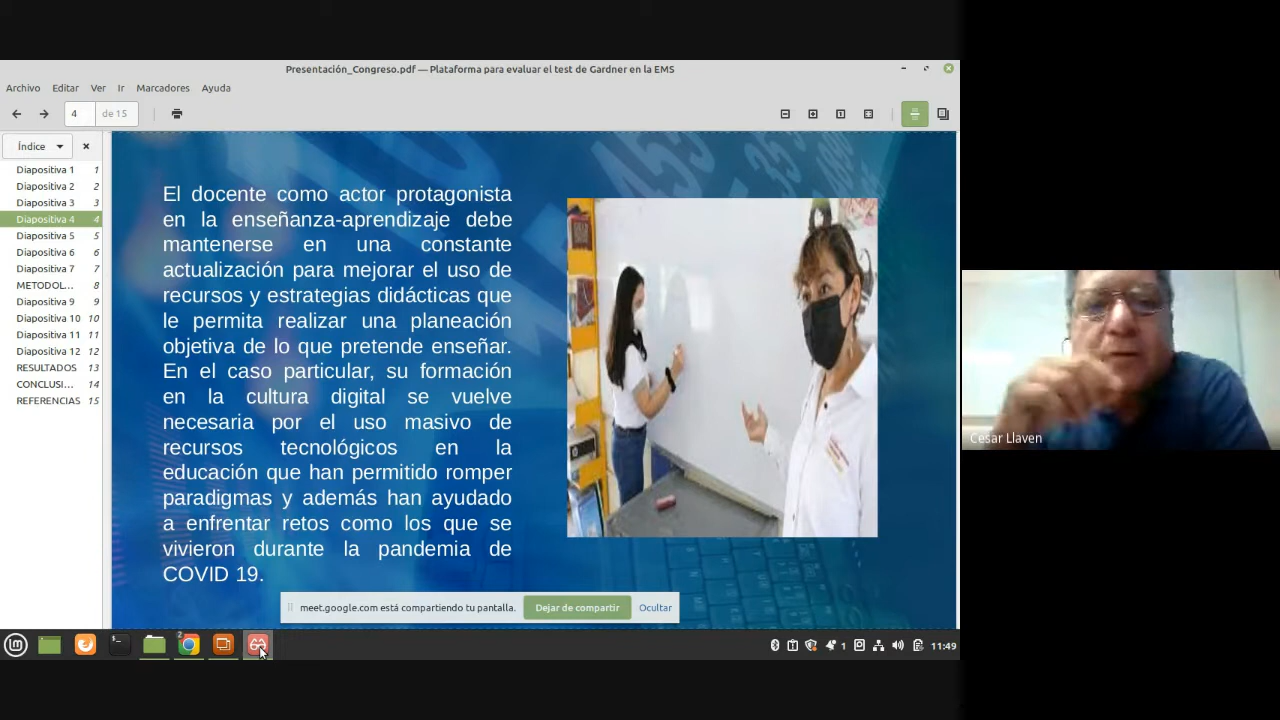 Presentación_Congreso.pdf — Plataforma para evaluar el test de Gardner en la EMS
Archivo Editar Ver Ir Marcadores Ayuda
4 de 15
Índice
Diapositiva 1 1
Diapositiva 2 2
Diapositiva 3 3
Diapositiva 4 4
Diapositiva 5 5
Diapositiva 6 6
Diapositiva 7 7
METODOL... 8
Diapositiva 9 9
Diapositiva 10 10
Diapositiva 11 11
Diapositiva 12 12
RESULTADOS 13
CONCLUSI... 14
REFERENCIAS 15
El docente como actor protagonista
en la enseñanza-aprendizaje debe
mantenerse en una constante
actualización para mejorar el uso de
recursos y estrategias didácticas que
le permita realizar una planeación
objetiva de lo que pretende enseñar.
En el caso particular, su formación
en la cultura digital se vuelve
necesaria por el uso masivo de
recursos tecnológicos en la
educación que han permitido romper
paradigmas y además han ayudado
a enfrentar retos como los que se
vivieron durante la pandemia de
COVID 19.
meet.google.com está compartiendo tu pantalla. Dejar de compartir Ocultar
Cesar Llaven
2
1 11:49